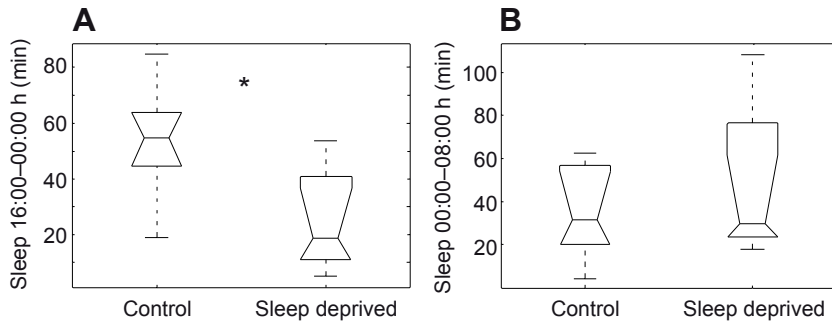 A
Sleep 16:00–00:00 h (min)
80
60
40
20
*
Control
Sleep deprived
B
Sleep 00:00–08:00 h (min)
100
80
60
40
20
Control
Sleep deprived